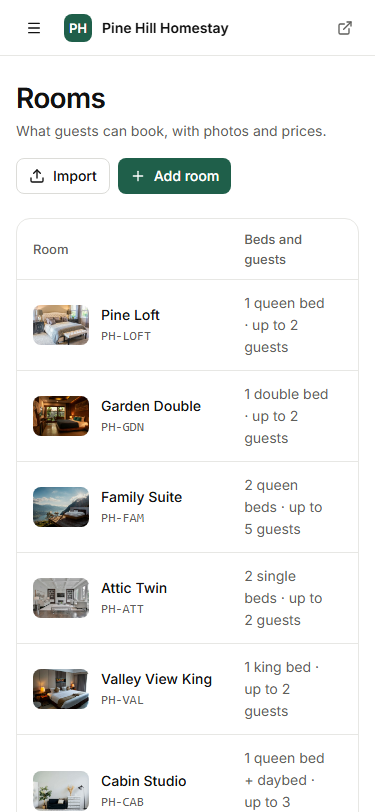 PH Pine Hill Homestay
Rooms
What guests can book, with photos and prices.
Import
Add room
Room
Beds and
guests
Pine Loft
PH-LOFT
1 queen bed
· up to 2
guests
Garden Double
PH-GDN
1 double bed
· up to 2
guests
Family Suite
PH-FAM
2 queen
beds · up to
5 guests
Attic Twin
PH-ATT
2 single
beds · up to
2 guests
Valley View King
PH-VAL
1 king bed ·
up to 2
guests
Cabin Studio
PH-CAB
1 queen bed
+ daybed ·
up to 3